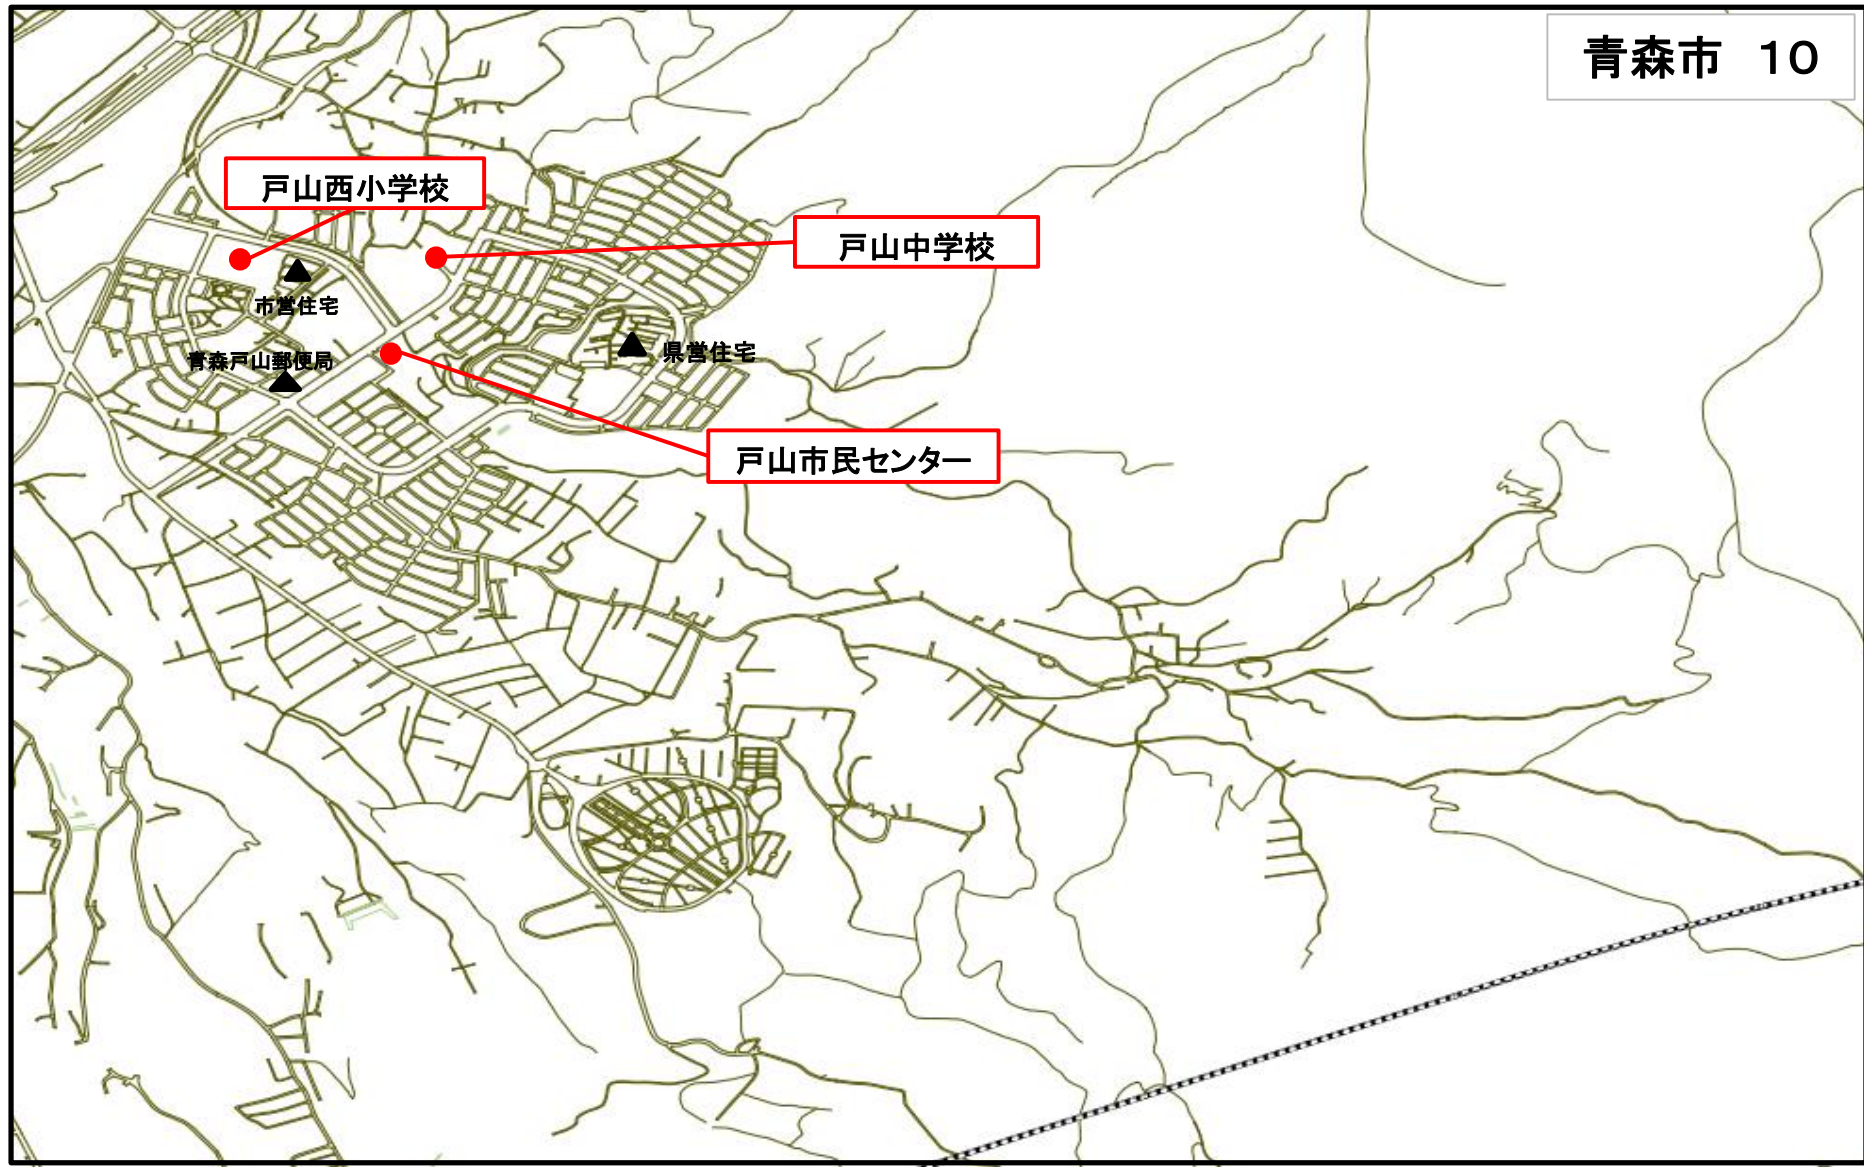 青森市 10
戸山西小学校
戸山中学校
市営住宅
県営住宅
青森戸山郵便局
戸山市民センター